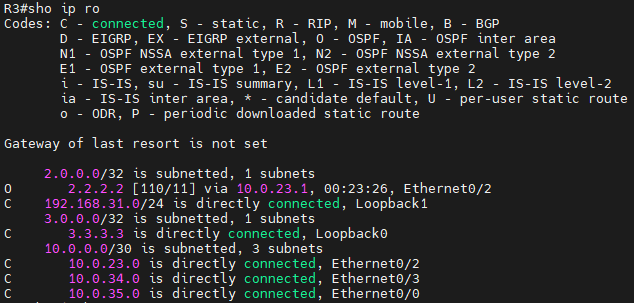 R3#sho ip ro
Codes: C - connected, S - static, R - RIP, M - mobile, B - BGP
       D - EIGRP, EX - EIGRP external, O - OSPF, IA - OSPF inter area
       N1 - OSPF NSSA external type 1, N2 - OSPF NSSA external type 2
       E1 - OSPF external type 1, E2 - OSPF external type 2
       i - IS-IS, su - IS-IS summary, L1 - IS-IS level-1, L2 - IS-IS level-2
       ia - IS-IS inter area, * - candidate default, U - per-user static route
       o - ODR, P - periodic downloaded static route
Gateway of last resort is not set
     2.0.0.0/32 is subnetted, 1 subnets
O       2.2.2.2 [110/11] via 10.0.23.1, 00:23:26, Ethernet0/2
C    192.168.31.0/24 is directly connected, Loopback1
     3.0.0.0/32 is subnetted, 1 subnets
C       3.3.3.3 is directly connected, Loopback0
     10.0.0.0/30 is subnetted, 3 subnets
C       10.0.23.0 is directly connected, Ethernet0/2
C       10.0.34.0 is directly connected, Ethernet0/3
C       10.0.35.0 is directly connected, Ethernet0/0